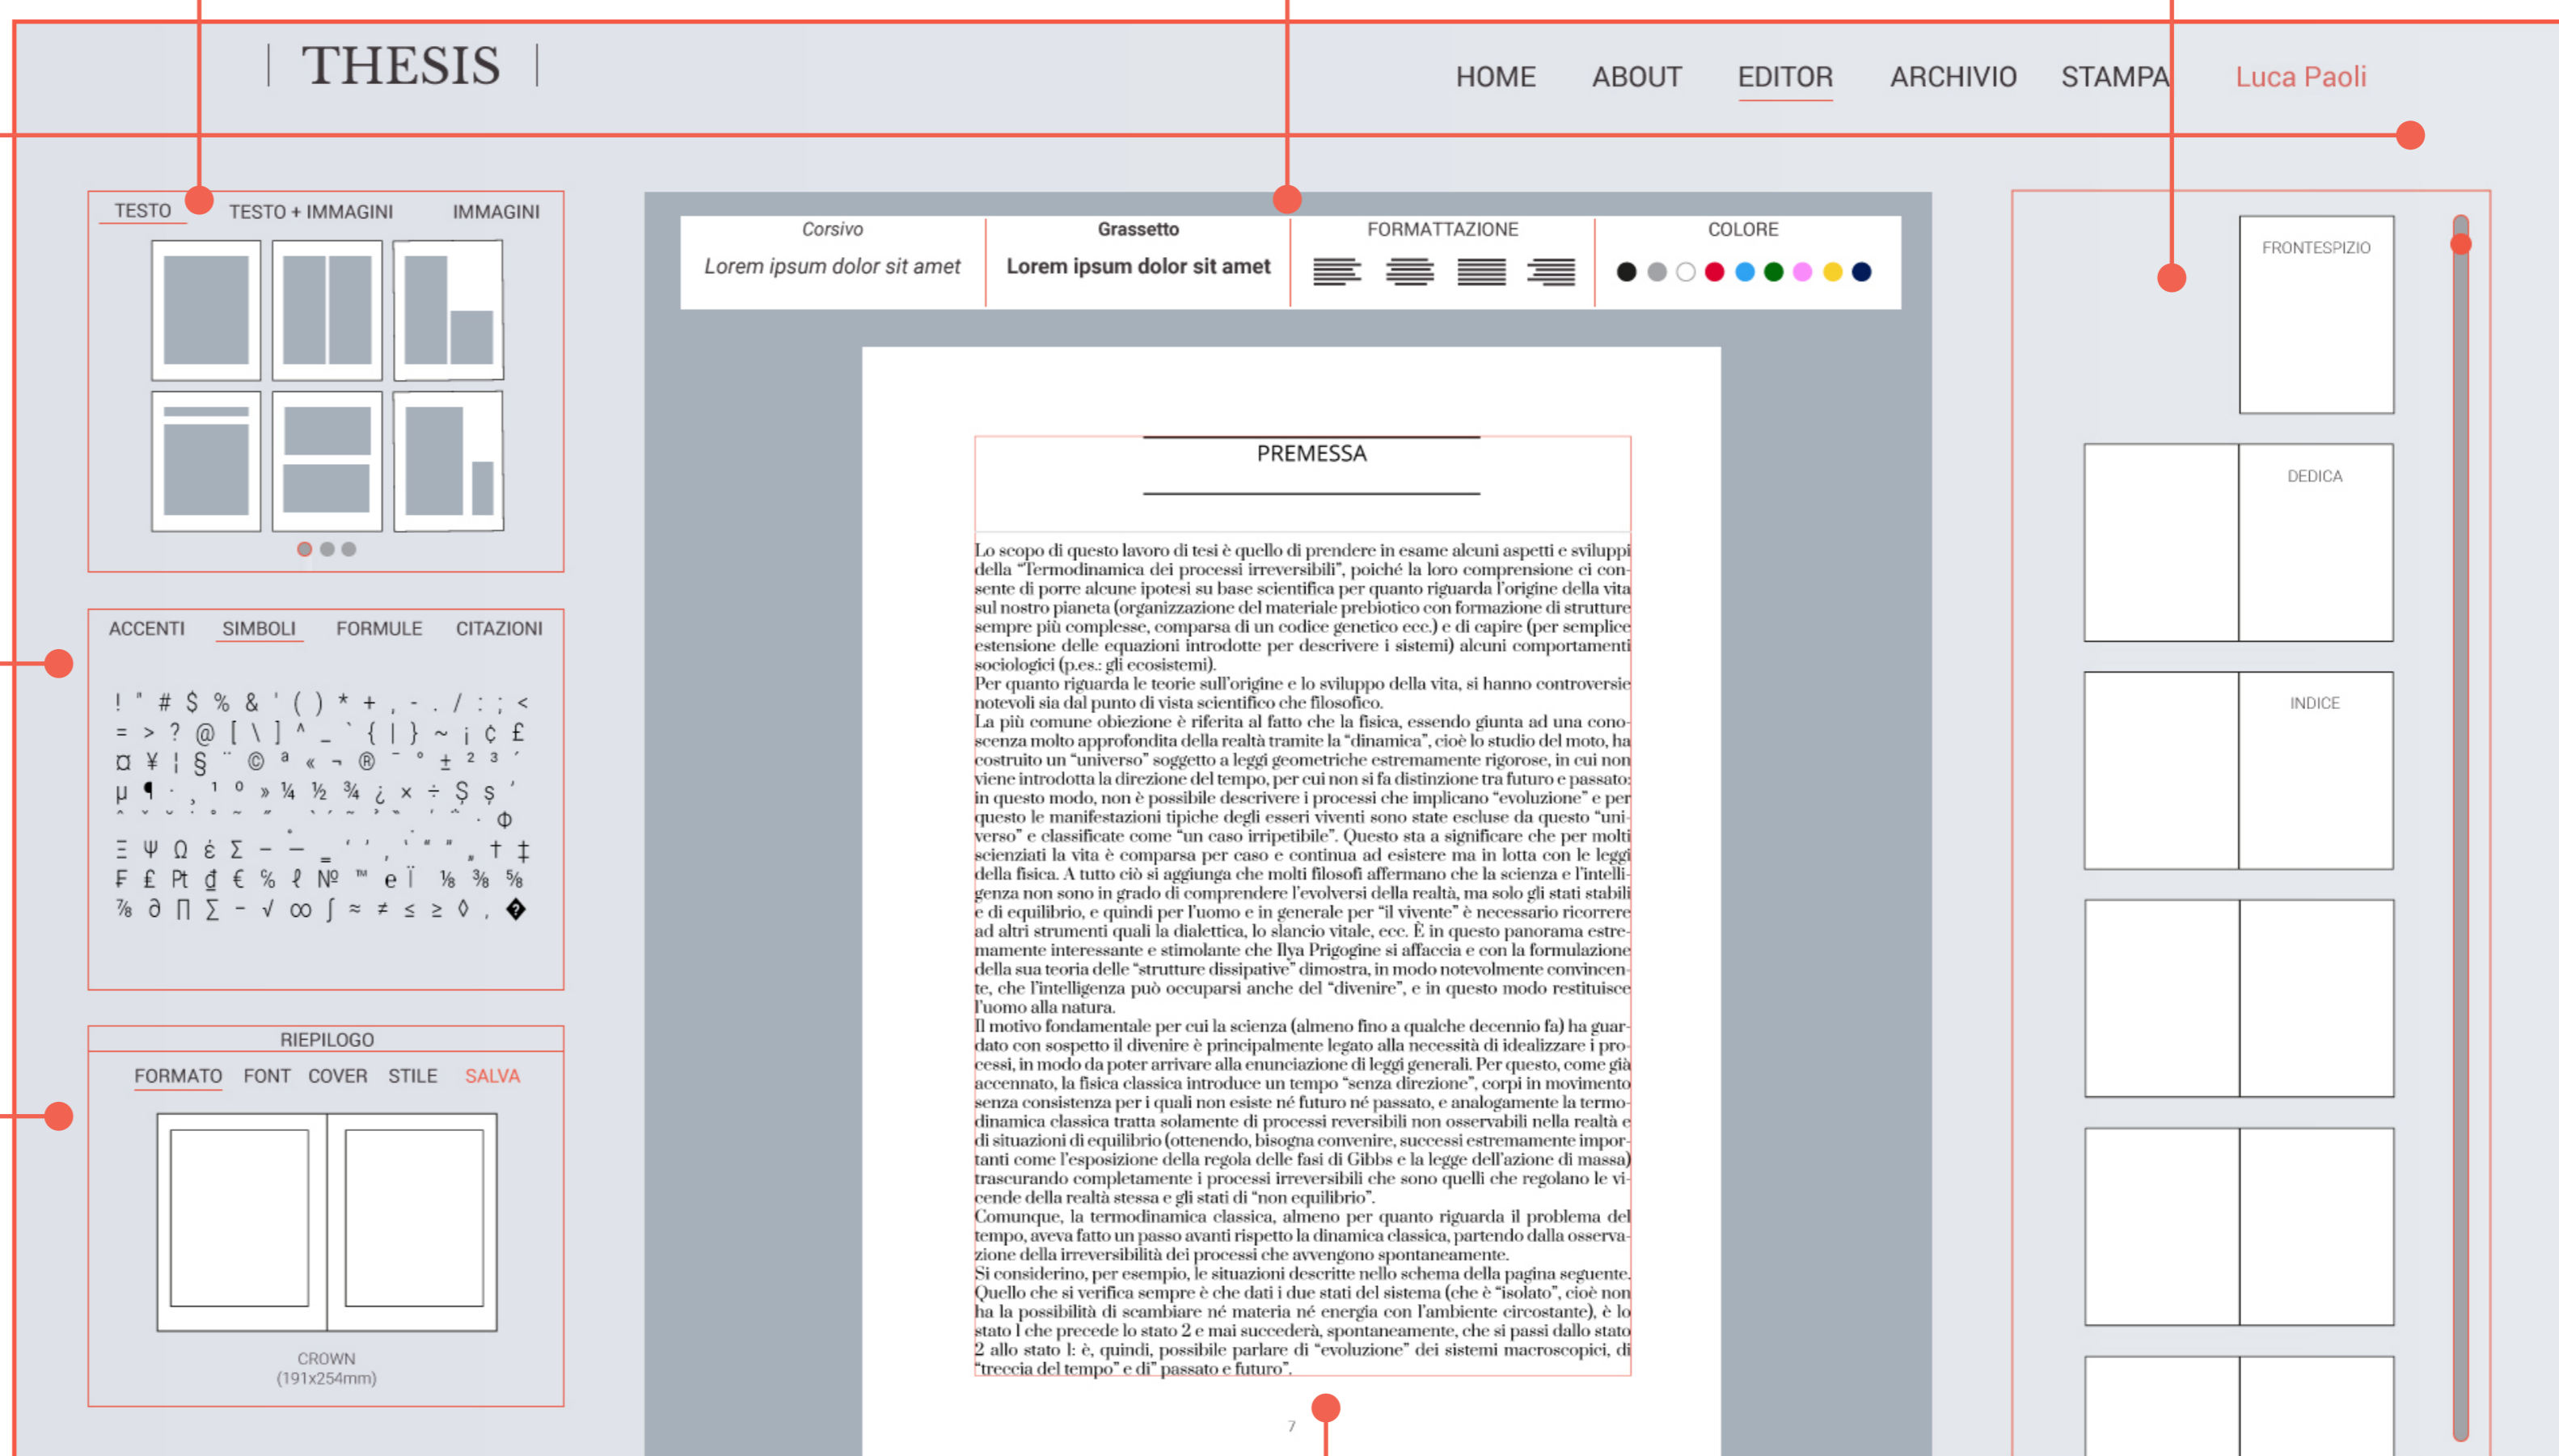 THESIS
HOME ABOUT EDITOR ARCHIVIO STAMPA Luca Paoli
TESTO TESTO + IMMAGINI IMMAGINI
ACCENTI SIMBOLI FORMULE CITAZIONI
! " # $ % & ' ( ) * + , - . / : ; <
= > ? @ [ \ ] ^ _ ` { | } ~ ¡ ¢ £
¤ ¥ ¦ § ¨ © ª « ¬ ® ¯ ° ± ² ³ ´
µ ¶ · ¸ ¹ º » ¼ ½ ¾ ¿ × ÷ Ș ș ʼ
Φ
Ξ Ψ Ω έ Σ – — ‗ ‘ ’ ‚ ‛ “ ” „ † ‡
₣ ₤ Pt ₫ € ℅ ℓ № ™ e Ï ⅛ ⅜ ⅝
⅞ ∂ ∏ ∑ − √ ∞ ∫ ≈ ≠ ≤ ≥ ◊ , �
RIEPILOGO
FORMATO FONT COVER STILE SALVA
CROWN
(191x254mm)
Corsivo
Lorem ipsum dolor sit amet
Grassetto
Lorem ipsum dolor sit amet
FORMATTAZIONE
COLORE
PREMESSA
Lo scopo di questo lavoro di tesi è quello di prendere in esame alcuni aspetti e sviluppi
della “Termodinamica dei processi irreversibili”, poiché la loro comprensione ci con-
sente di porre alcune ipotesi su base scientifica per quanto riguarda l’origine della vita
sul nostro pianeta (organizzazione del materiale prebiotico con formazione di strutture
sempre più complesse, comparsa di un codice genetico ecc.) e di capire (per semplice
estensione delle equazioni introdotte per descrivere i sistemi) alcuni comportamenti
sociologici (p.es.: gli ecosistemi).
Per quanto riguarda le teorie sull’origine e lo sviluppo della vita, si hanno controversie
notevoli sia dal punto di vista scientifico che filosofico.
La più comune obiezione è riferita al fatto che la fisica, essendo giunta ad una cono-
scenza molto approfondita della realtà tramite la “dinamica”, cioè lo studio del moto, ha
costruito un “universo” soggetto a leggi geometriche estremamente rigorose, in cui non
viene introdotta la direzione del tempo, per cui non si fa distinzione tra futuro e passato:
in questo modo, non è possibile descrivere i processi che implicano “evoluzione” e per
questo le manifestazioni tipiche degli esseri viventi sono state escluse da questo “uni-
verso” e classificate come “un caso irripetibile”. Questo sta a significare che per molti
scienziati la vita è comparsa per caso e continua ad esistere ma in lotta con le leggi
della fisica. A tutto ciò si aggiunga che molti filosofi affermano che la scienza e l’intelli-
genza non sono in grado di comprendere l’evolversi della realtà, ma solo gli stati stabili
e di equilibrio, e quindi per l’uomo e in generale per “il vivente” è necessario ricorrere
ad altri strumenti quali la dialettica, lo slancio vitale, ecc. È in questo panorama estre-
mamente interessante e stimolante che Ilya Prigogine si affaccia e con la formulazione
della sua teoria delle “strutture dissipative” dimostra, in modo notevolmente convincen-
te, che l’intelligenza può occuparsi anche del “divenire”, e in questo modo restituisce
l’uomo alla natura.
Il motivo fondamentale per cui la scienza (almeno fino a qualche decennio fa) ha guar-
dato con sospetto il divenire è principalmente legato alla necessità di idealizzare i pro-
cessi, in modo da poter arrivare alla enunciazione di leggi generali. Per questo, come già
accennato, la fisica classica introduce un tempo “senza direzione”, corpi in movimento
senza consistenza per i quali non esiste né futuro né passato, e analogamente la termo-
dinamica classica tratta solamente di processi reversibili non osservabili nella realtà e
di situazioni di equilibrio (ottenendo, bisogna convenire, successi estremamente impor-
tanti come l’esposizione della regola delle fasi di Gibbs e la legge dell’azione di massa)
trascurando completamente i processi irreversibili che sono quelli che regolano le vi-
cende della realtà stessa e gli stati di “non equilibrio”.
Comunque, la termodinamica classica, almeno per quanto riguarda il problema del
tempo, aveva fatto un passo avanti rispetto la dinamica classica, partendo dalla osserva-
zione della irreversibilità dei processi che avvengono spontaneamente.
Si considerino, per esempio, le situazioni descritte nello schema della pagina seguente.
Quello che si verifica sempre è che dati i due stati del sistema (che è “isolato”, cioè non
ha la possibilità di scambiare né materia né energia con l’ambiente circostante), è lo
stato 1 che precede lo stato 2 e mai succederà, spontaneamente, che si passi dallo stato
2 allo stato 1: è, quindi, possibile parlare di “evoluzione” dei sistemi macroscopici, di
“treccia del tempo” e di” passato e futuro”.
7
FRONTESPIZIO
DEDICA
INDICE